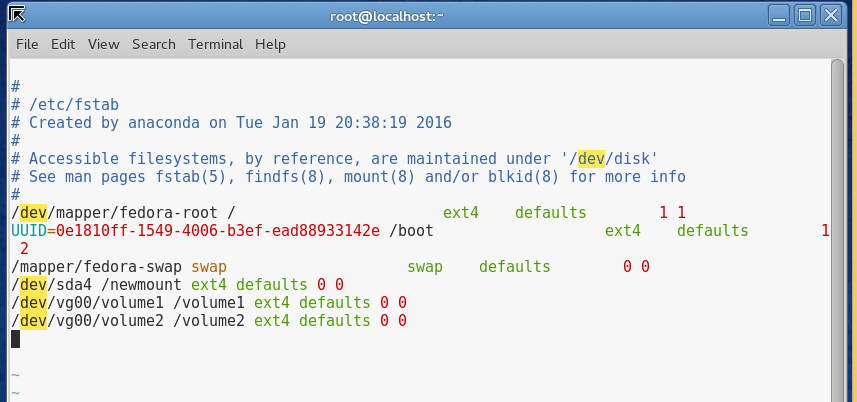 root@localhost:~
File Edit View Search Terminal Help
#
# /etc/fstab
# Created by anaconda on Tue Jan 19 20:38:19 2016
#
# Accessible filesystems, by reference, are maintained under '/dev/disk'
# See man pages fstab(5), findfs(8), mount(8) and/or blkid(8) for more info
#
/dev/mapper/fedora-root / ext4 defaults 1 1
UUID=0e1810ff-1549-4006-b3ef-ead88933142e /boot ext4 defaults 1
2
/mapper/fedora-swap swap swap defaults 0 0
/dev/sda4 /newmount ext4 defaults 0 0
/dev/vg00/volume1 /volume1 ext4 defaults 0 0
/dev/vg00/volume2 /volume2 ext4 defaults 0 0
~
~